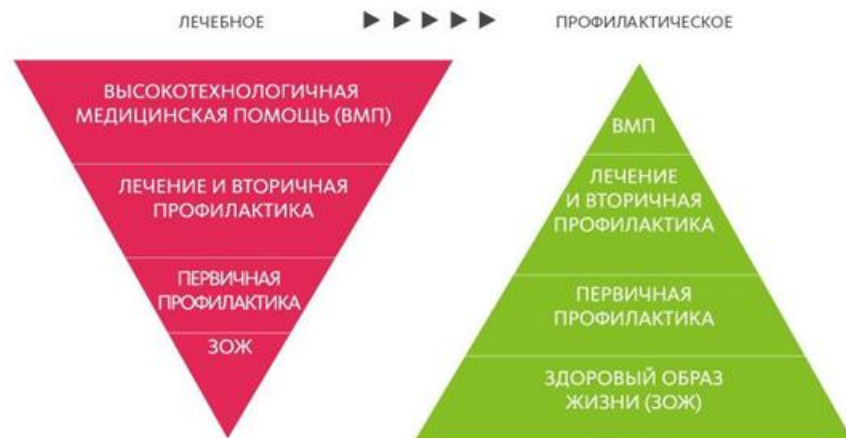 ЛЕЧЕБНОЕ
ПРОФИЛАКТИЧЕСКОЕ
ВЫСОКОТЕХНОЛОГИЧНАЯ
МЕДИЦИНСКАЯ ПОМОЩЬ (ВМП)
ЛЕЧЕНИЕ И ВТОРИЧНАЯ
ПРОФИЛАКТИКА
ПЕРВИЧНАЯ
ПРОФИЛАКТИКА
ЗОЖ
ВМП
ЛЕЧЕНИЕ
И ВТОРИЧНАЯ
ПРОФИЛАКТИКА
ПЕРВИЧНАЯ
ПРОФИЛАКТИКА
ЗДОРОВЫЙ ОБРАЗ
ЖИЗНИ (ЗОЖ)